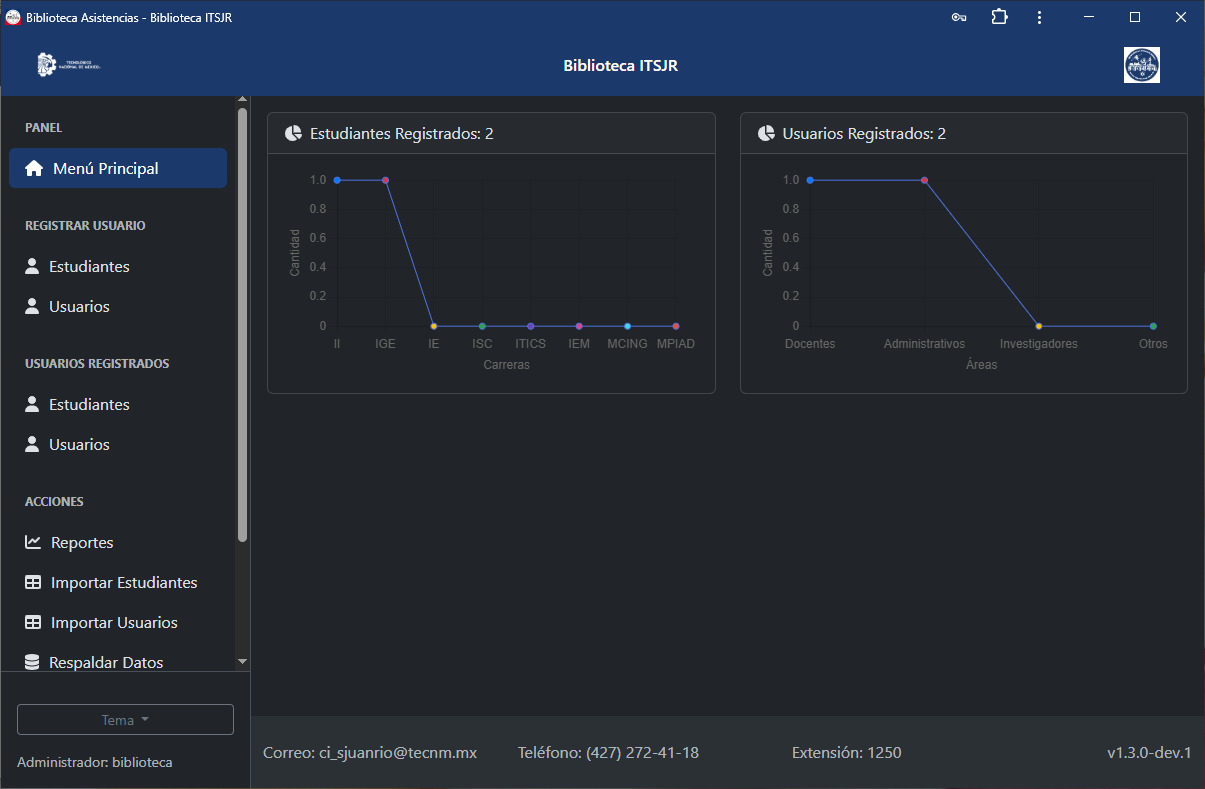 Biblioteca Asistencias - Biblioteca ITSJR
TECNOLÓGICO
NACIONAL DE MÉXICO
Biblioteca ITSJR
PANEL
Menú Principal
REGISTRAR USUARIO
Estudiantes
Usuarios
USUARIOS REGISTRADOS
Estudiantes
Usuarios
ACCIONES
Reportes
Importar Estudiantes
Importar Usuarios
Respaldar Datos
Tema
Administrador: biblioteca
Estudiantes Registrados: 2
Cantidad
1.0
0.8
0.6
0.4
0.2
0
II IGE IE ISC ITICS IEM MCING MPIAD
Carreras
Usuarios Registrados: 2
Cantidad
1.0
0.8
0.6
0.4
0.2
0
Docentes Administrativos Investigadores Otros
Áreas
Correo: ci_sjuanrio@tecnm.mx Teléfono: (427) 272-41-18 Extensión: 1250 v1.3.0-dev.1